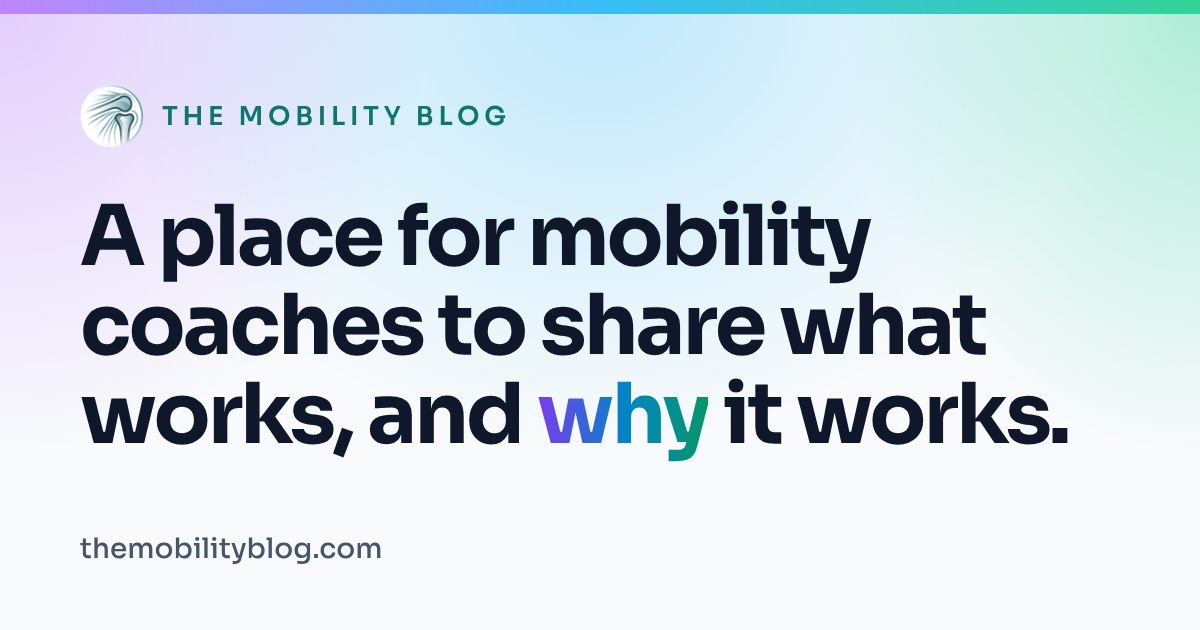 THE MOBILITY BLOG
A place for mobility
coaches to share what
works, and why it works.
themobilityblog.com